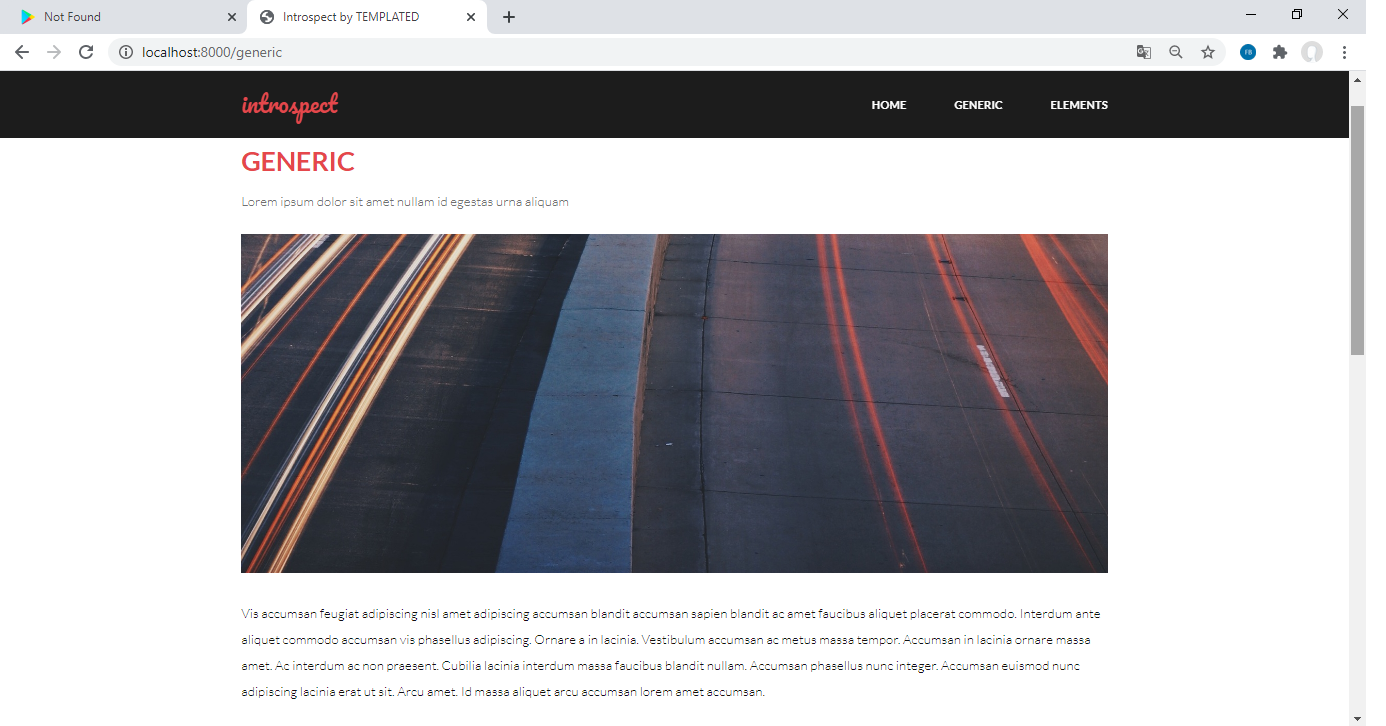 Not Found
Introspect by TEMPLATED
localhost:8000/generic
introspect
HOME GENERIC ELEMENTS
GENERIC
Lorem ipsum dolor sit amet nullam id egestas urna aliquam
Vis accumsan feugiat adipiscing nisl amet adipiscing accumsan blandit accumsan sapien blandit ac amet faucibus aliquet placerat commodo. Interdum ante
aliquet commodo accumsan vis phasellus adipiscing. Ornare a in lacinia. Vestibulum accumsan ac metus massa tempor. Accumsan in lacinia ornare massa
amet. Ac interdum ac non praesent. Cubilia lacinia interdum massa faucibus blandit nullam. Accumsan phasellus nunc integer. Accumsan euismod nunc
adipiscing lacinia erat ut sit. Arcu amet. Id massa aliquet arcu accumsan lorem amet accumsan.